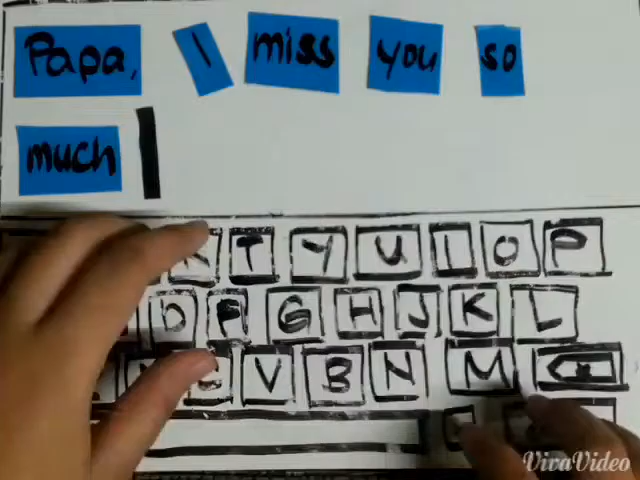 Papa, I miss you so
much
T Y U I O P
D F G H J K L
C V B N M
VivaVideo